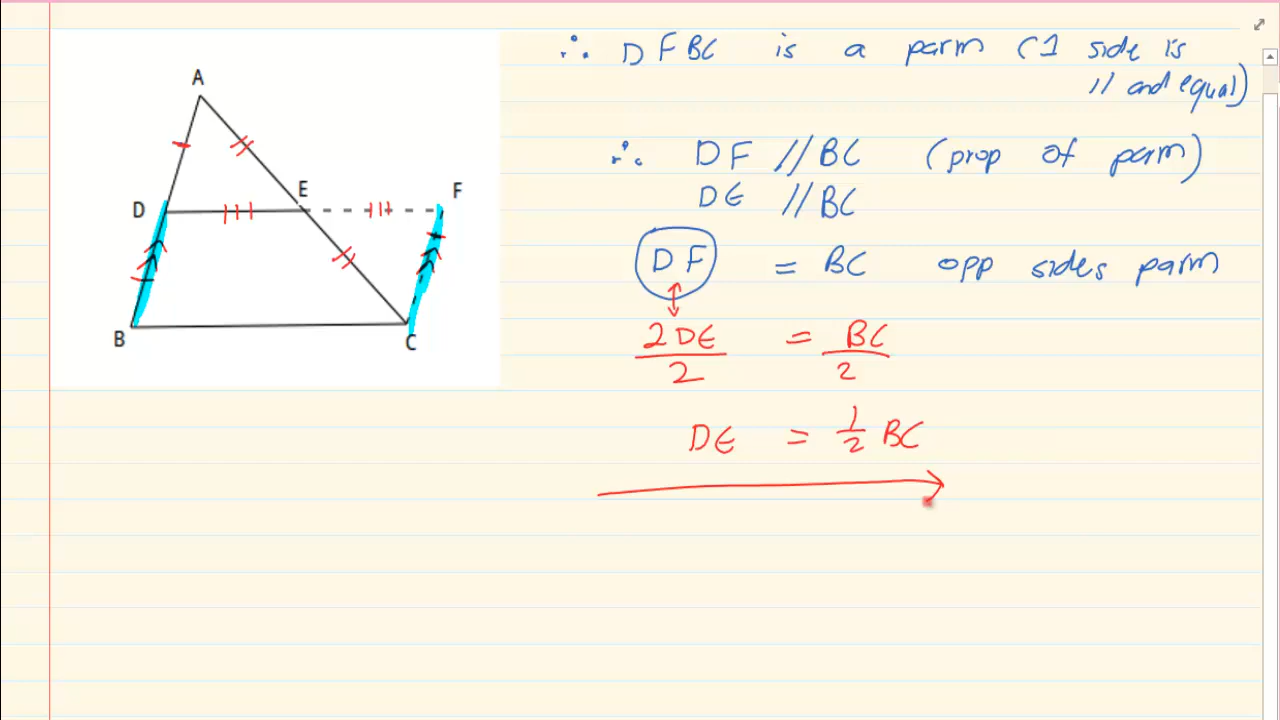 A
D
E
F
B
C
∴ DFBC is a parm (1 side is
// and equal)
∴ DF // BC (prop of parm)
DE // BC
DF = BC opp sides parm
2DE/2 = BC/2
DE = 1/2 BC